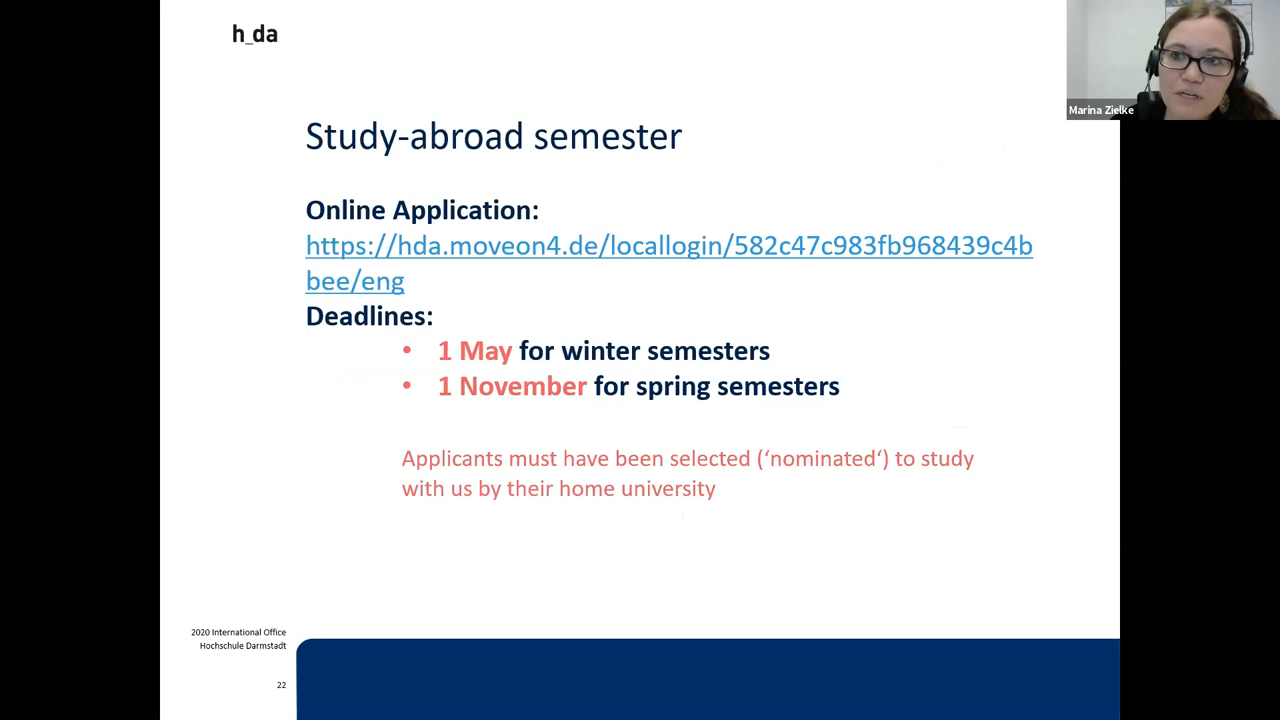 h_da
Marina Zielke
Study-abroad semester
Online Application:
https://hda.moveon4.de/locallogin/582c47c983fb968439c4b
bee/eng
Deadlines:
• 1 May for winter semesters
• 1 November for spring semesters
Applicants must have been selected (‘nominated‘) to study
with us by their home university
2020 International Office
Hochschule Darmstadt
22